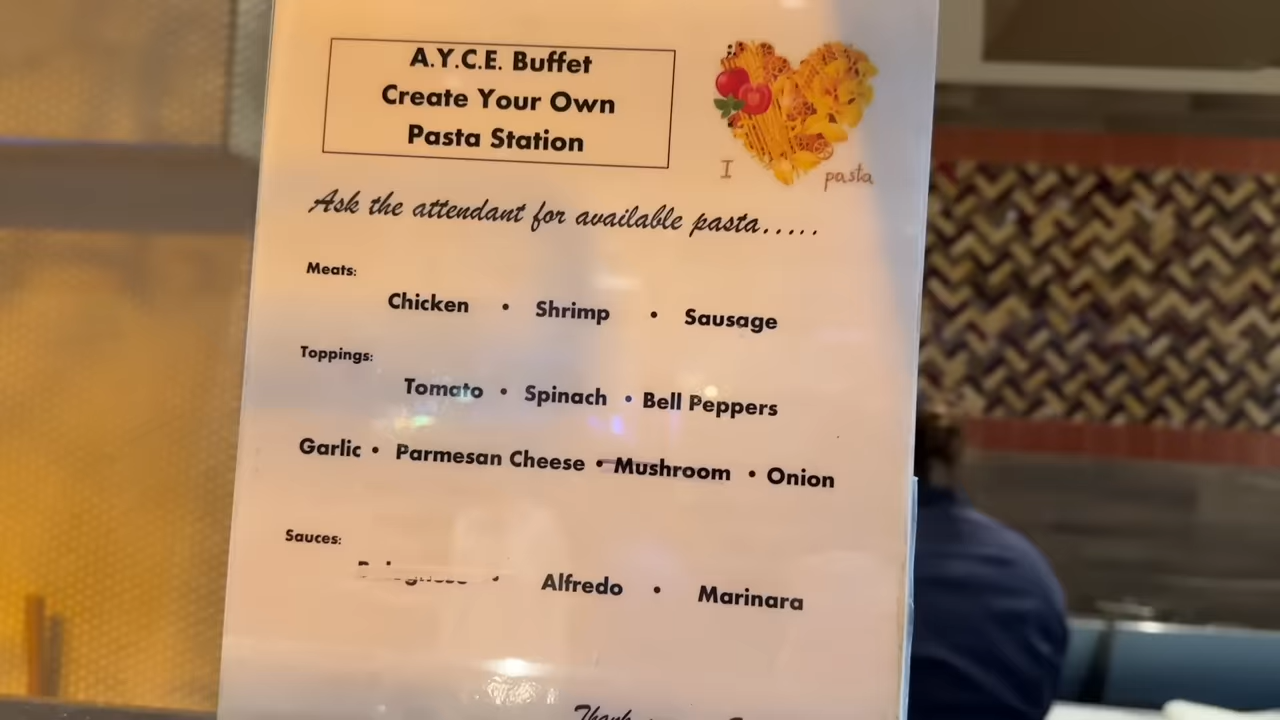 A.Y.C.E. Buffet
Create Your Own
Pasta Station
I pasta
Ask the attendant for available pasta.....
Meats:
Chicken • Shrimp • Sausage
Toppings:
Tomato • Spinach • Bell Peppers
Garlic • Parmesan Cheese • Mushroom • Onion
Sauces:
• Alfredo • Marinara